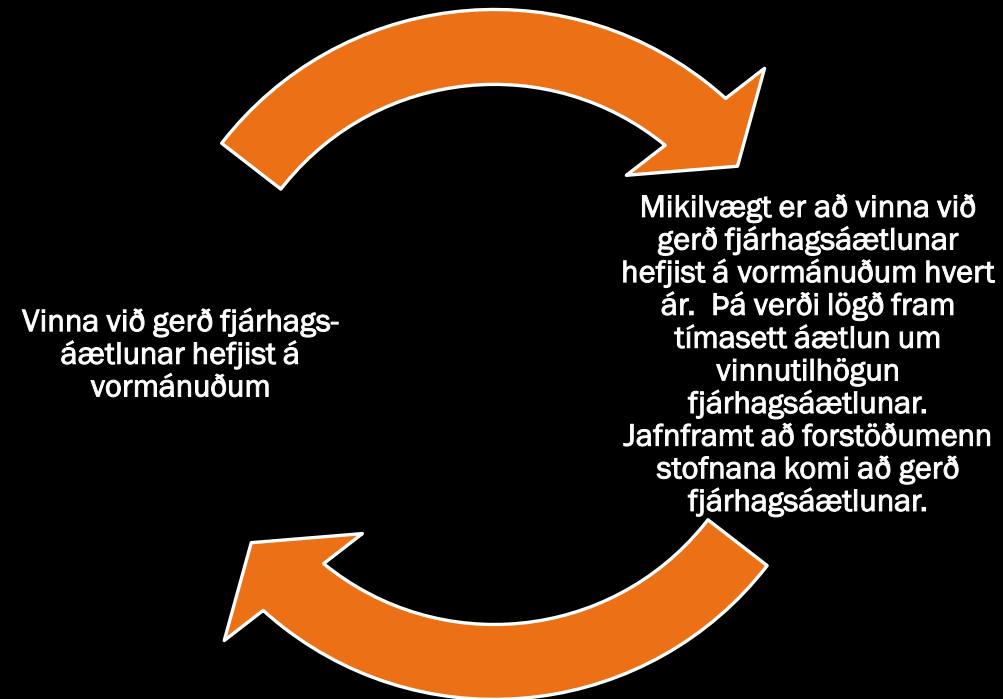 Vinna við gerð fjárhags-
áætlunar hefjist á
vormánuðum
Mikilvægt er að vinna við
gerð fjárhagsáætlunar
hefjist á vormánuðum hvert
ár. Þá verði lögð fram
tímasett áætlun um
vinnutilhögun
fjárhagsáætlunar.
Jafnframt að forstöðumenn
stofnana komi að gerð
fjárhagsáætlunar.